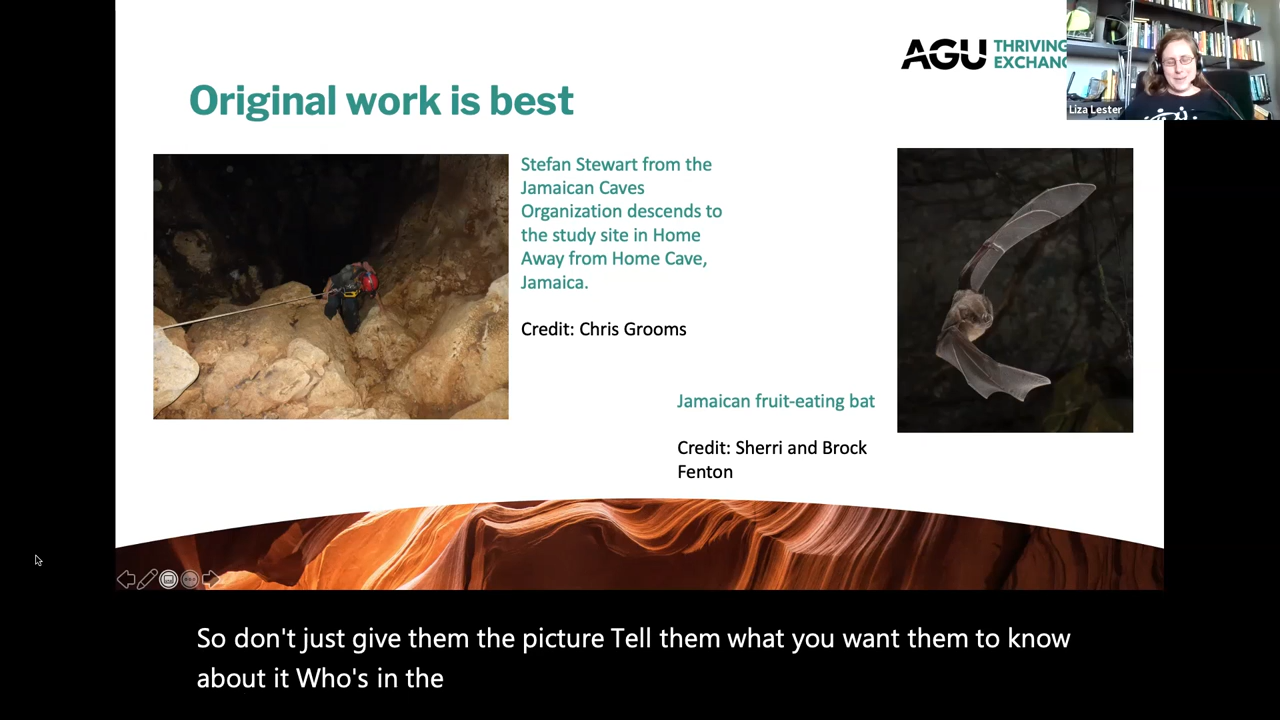 AGU THRIVING
EXCHANG
Liza Lester
Original work is best
Stefan Stewart from the
Jamaican Caves
Organization descends to
the study site in Home
Away from Home Cave,
Jamaica.
Credit: Chris Grooms
Jamaican fruit-eating bat
Credit: Sherri and Brock
Fenton
So don't just give them the picture Tell them what you want them to know
about it Who's in the